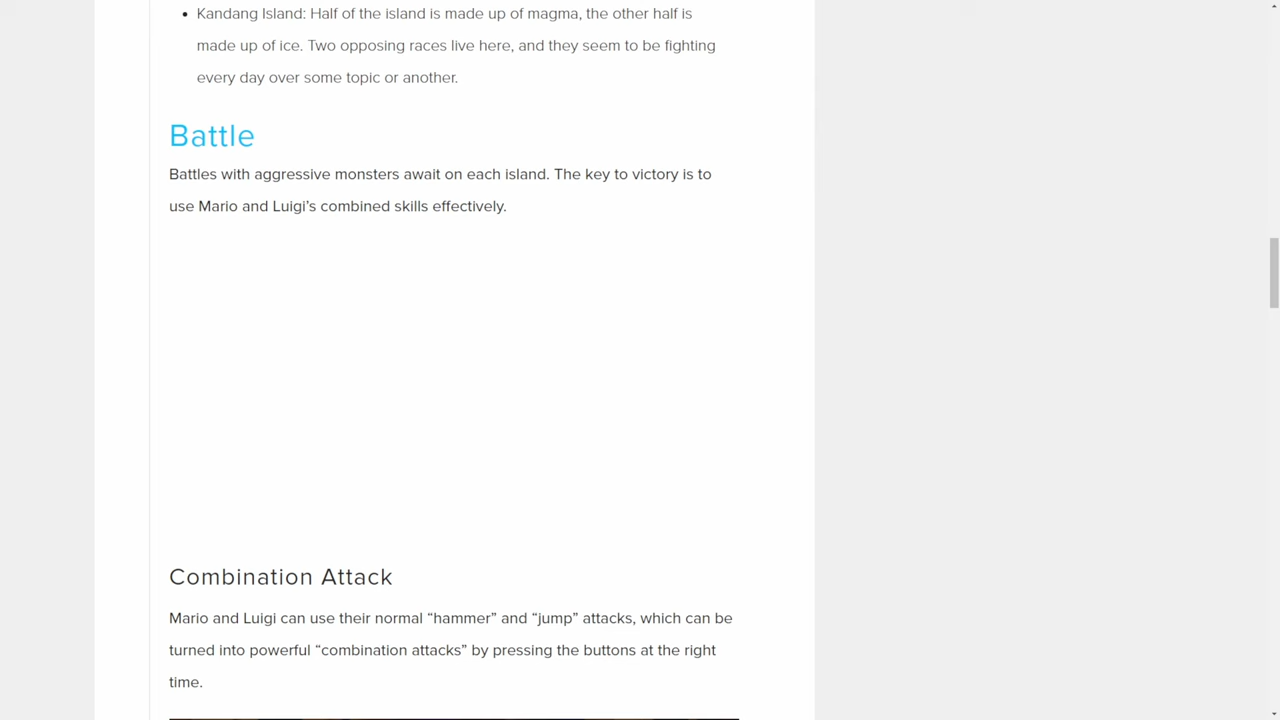 • Kandang Island: Half of the island is made up of magma, the other half is
made up of ice. Two opposing races live here, and they seem to be fighting
every day over some topic or another.
Battle
Battles with aggressive monsters await on each island. The key to victory is to
use Mario and Luigi’s combined skills effectively.
Combination Attack
Mario and Luigi can use their normal “hammer” and “jump” attacks, which can be
turned into powerful “combination attacks” by pressing the buttons at the right
time.